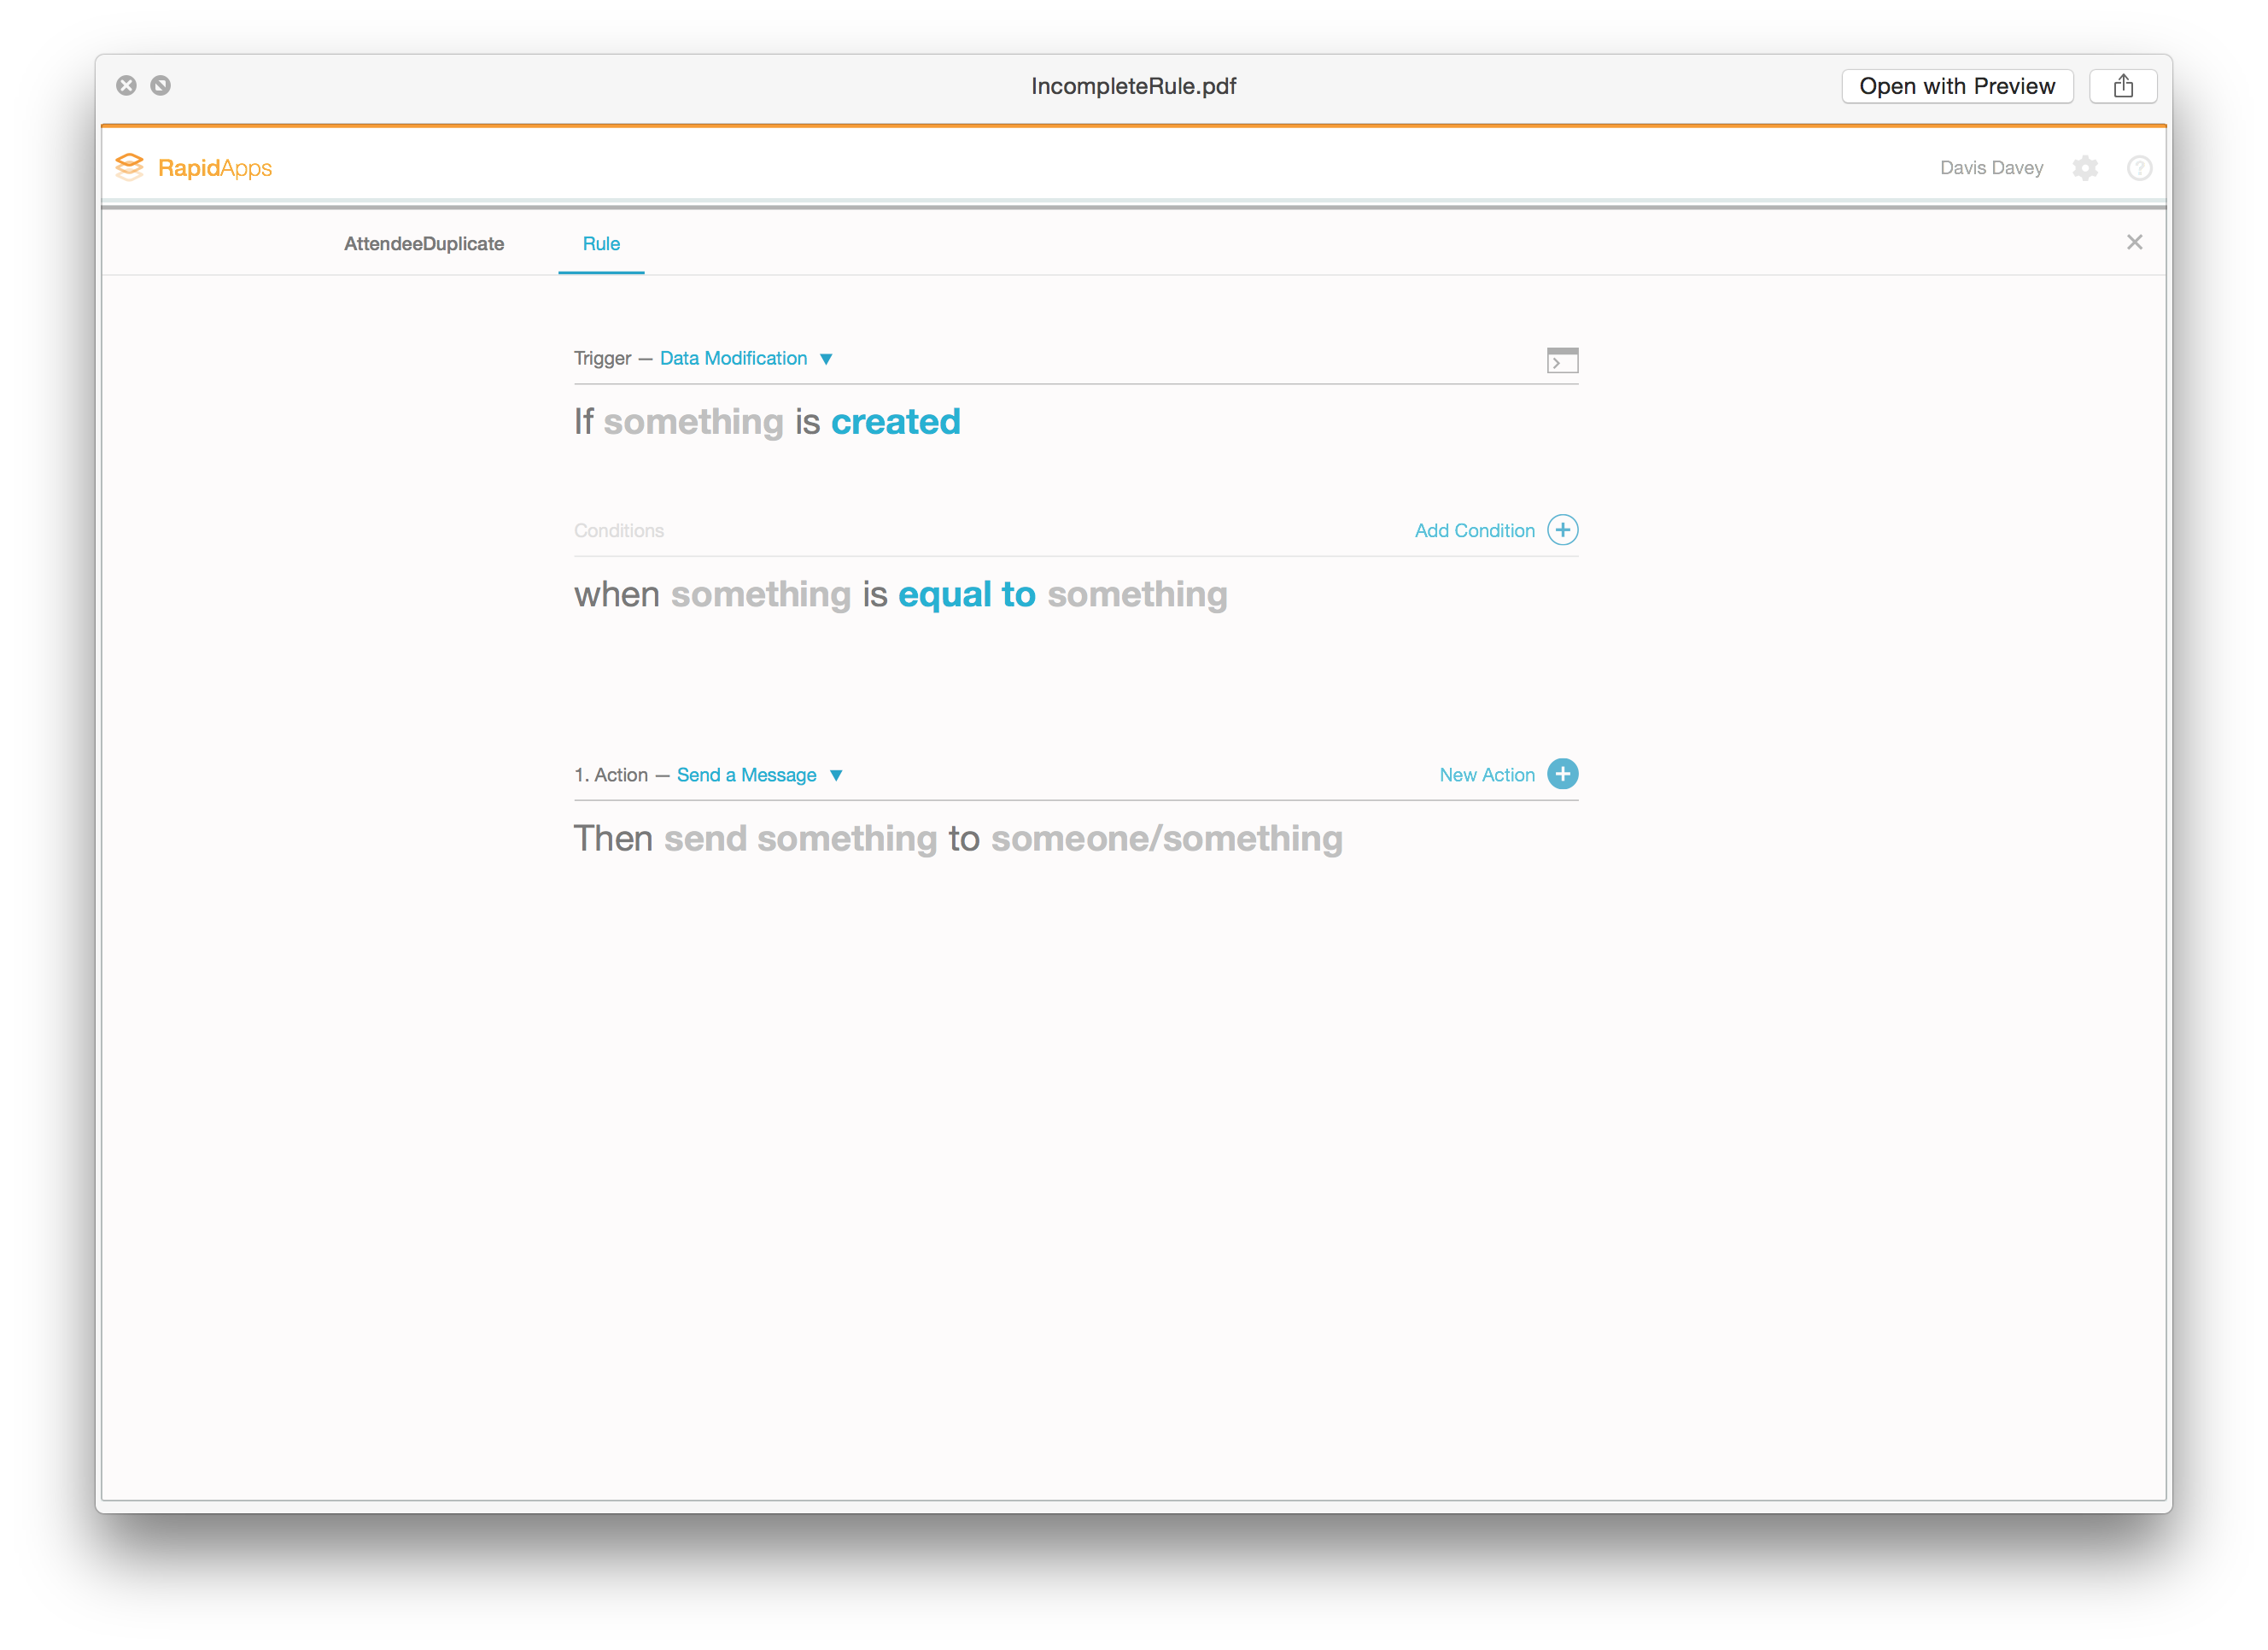 IncompleteRule.pdf
Open with Preview
RapidApps
Davis Davey
?
AttendeeDuplicate
Rule
Trigger — Data Modification
If something is created
Conditions
Add Condition
when something is equal to something
1. Action — Send a Message
New Action
Then send something to someone/something